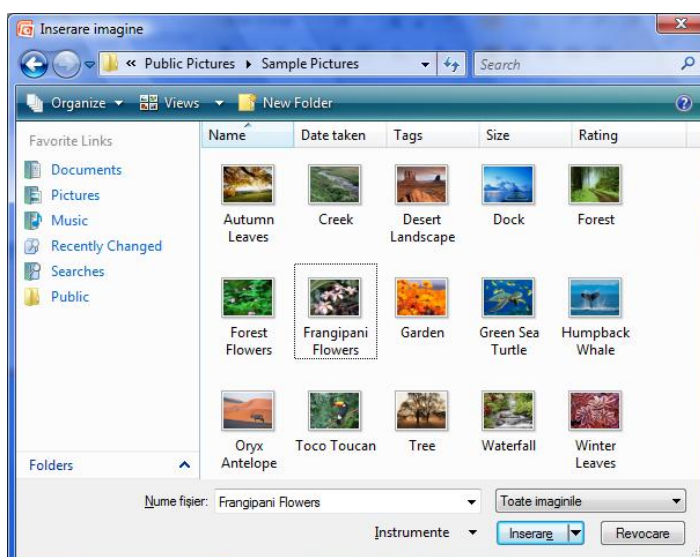 Inserare imagine
« Public Pictures ▸ Sample Pictures
Search
Organize
Views
New Folder
Favorite Links
Documents
Pictures
Music
Recently Changed
Searches
Public
Folders
Name Date taken Tags Size Rating
Autumn Leaves
Creek
Desert Landscape
Dock
Forest
Forest Flowers
Frangipani Flowers
Garden
Green Sea Turtle
Humpback Whale
Oryx Antelope
Toco Toucan
Tree
Waterfall
Winter Leaves
Nume fișier: Frangipani Flowers
Toate imaginile
Instrumente
Inserare
Revocare